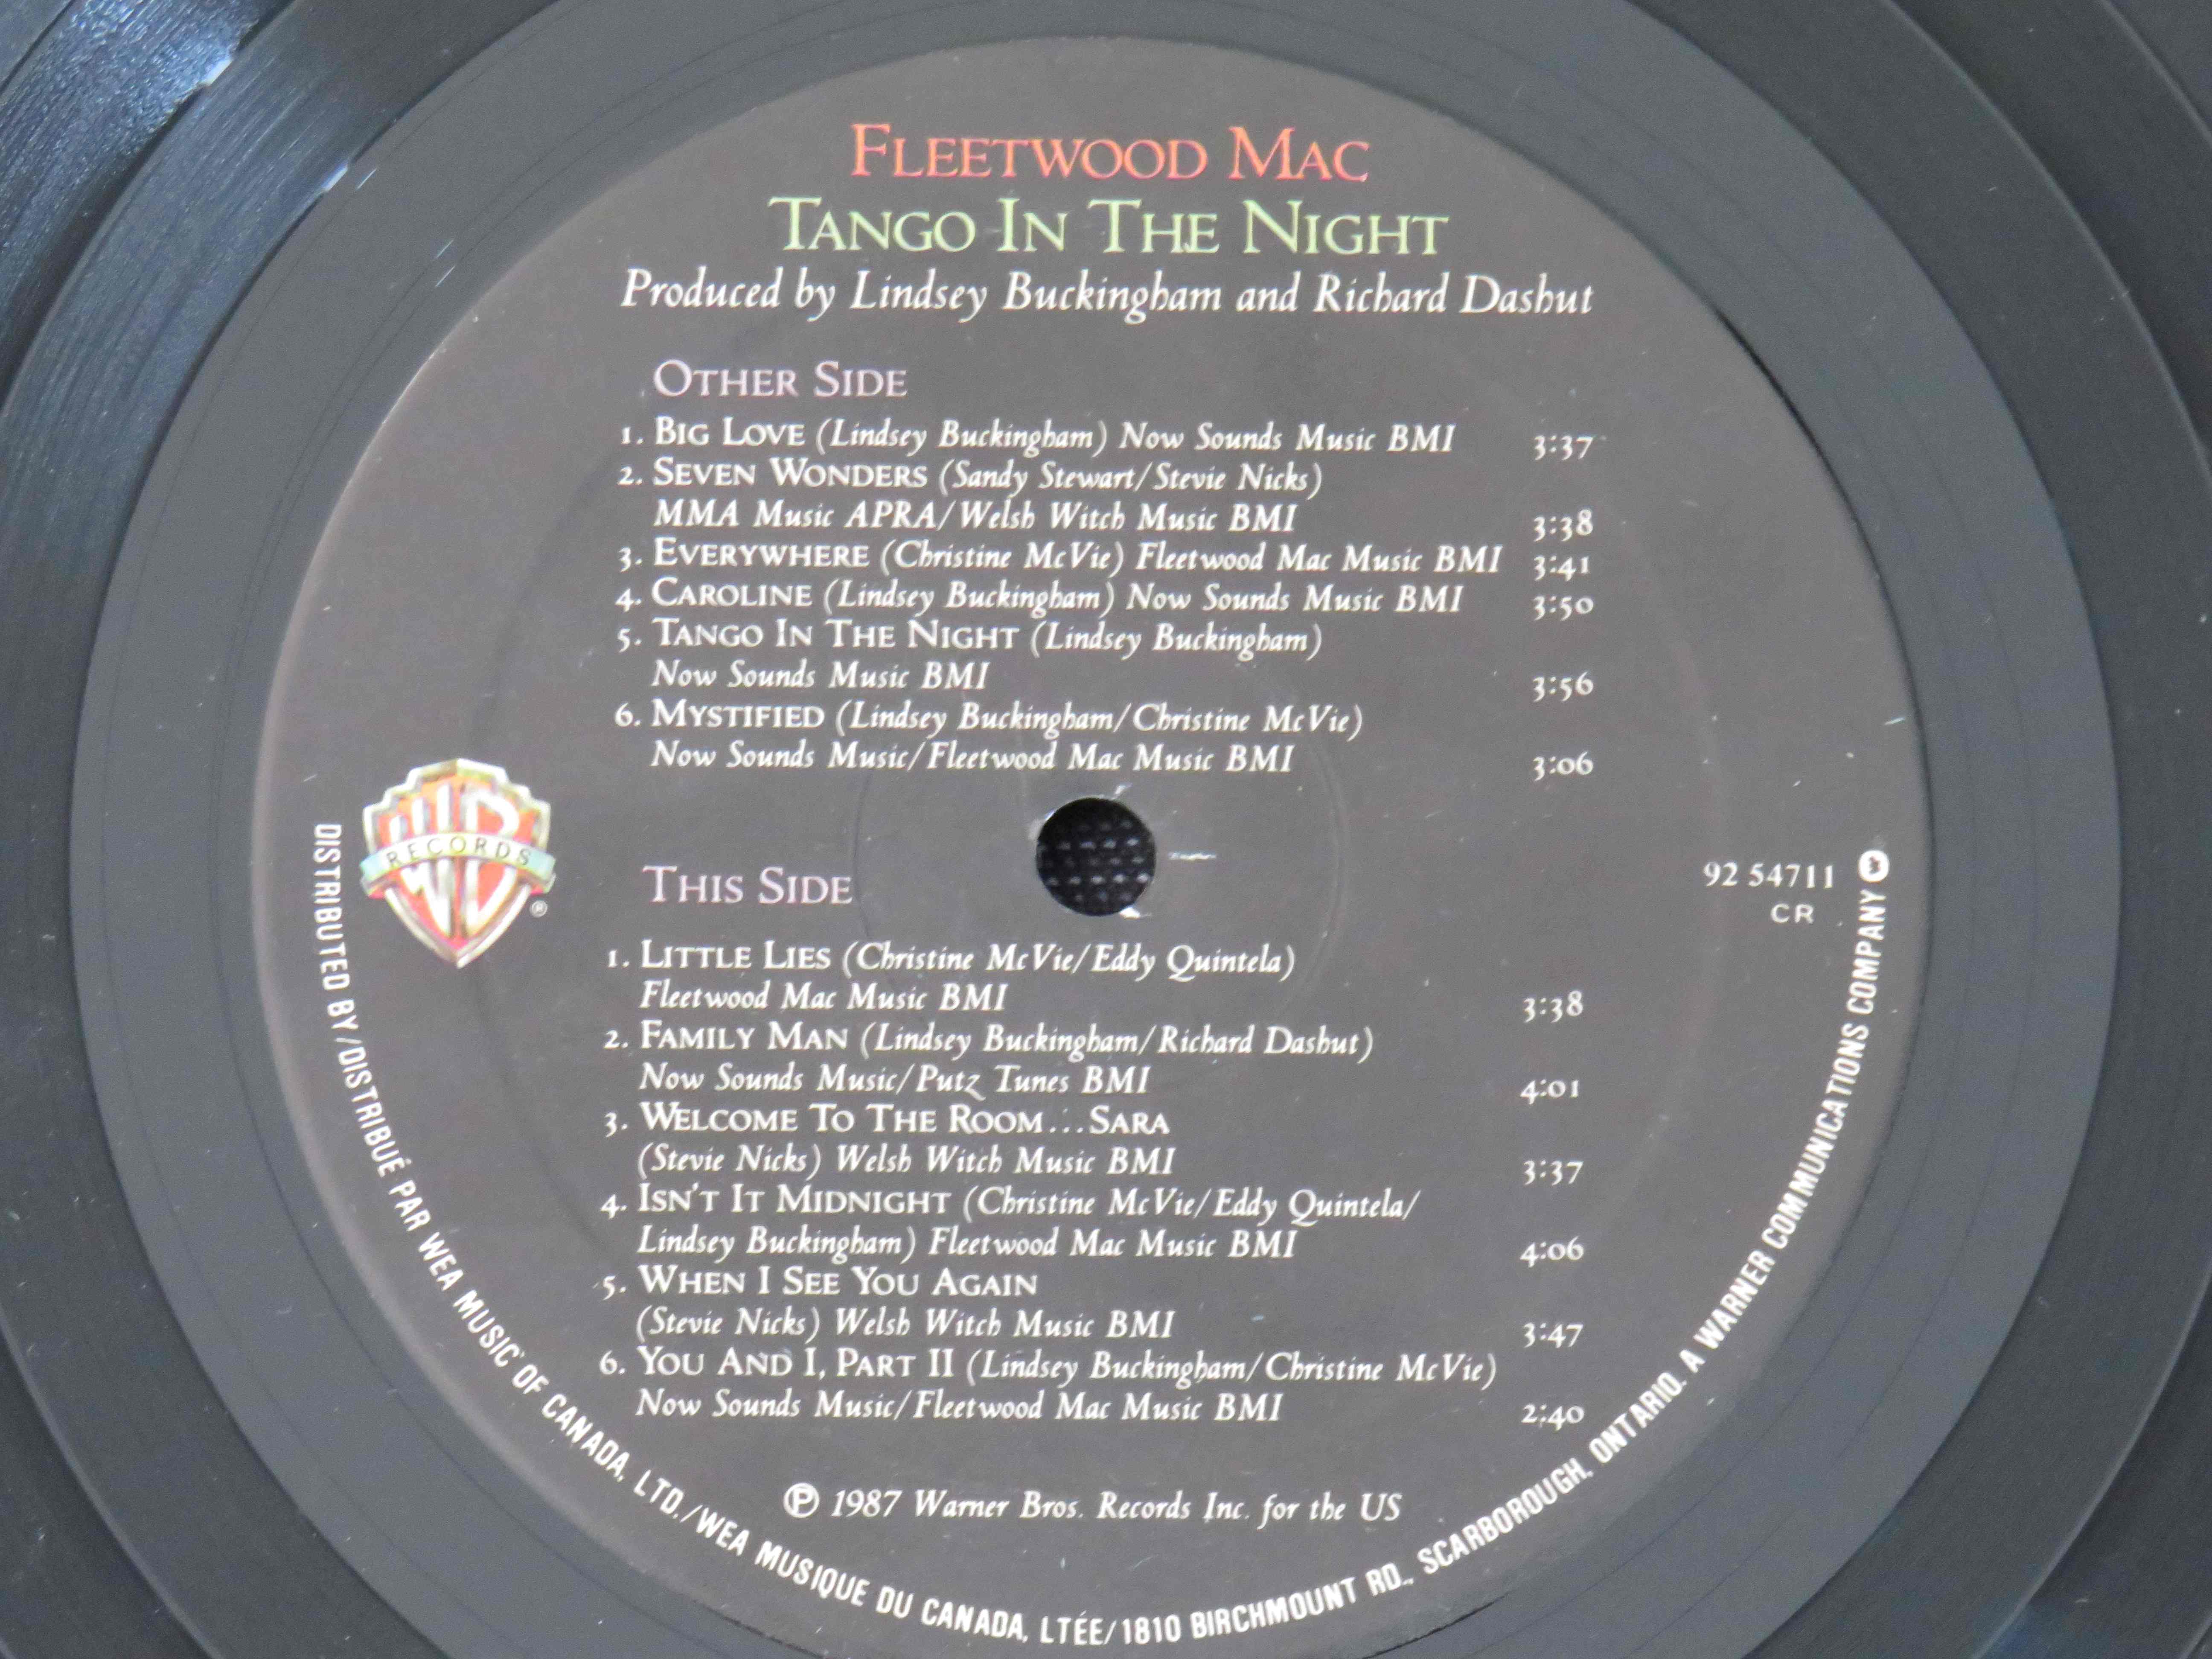 FLEETWOOD MAC
TANGO IN THE NIGHT
Produced by Lindsey Buckingham and Richard Dashut
OTHER SIDE
1. BIG LOVE (Lindsey Buckingham) Now Sounds Music BMI 3:37
2. SEVEN WONDERS (Sandy Stewart/Stevie Nicks)
MMA Music APRA/Welsh Witch Music BMI 3:38
3. EVERYWHERE (Christine McVie) Fleetwood Mac Music BMI 3:41
4. CAROLINE (Lindsey Buckingham) Now Sounds Music BMI 3:50
5. TANGO IN THE NIGHT (Lindsey Buckingham)
Now Sounds Music BMI 3:56
6. MYSTIFIED (Lindsey Buckingham/Christine McVie)
Now Sounds Music/Fleetwood Mac Music BMI 3:06
WB
RECORDS
®
92 54711
CR
THIS SIDE
1. LITTLE LIES (Christine McVie/Eddy Quintela)
Fleetwood Mac Music BMI 3:38
2. FAMILY MAN (Lindsey Buckingham/Richard Dashut)
Now Sounds Music/Putz Tunes BMI 4:01
3. WELCOME TO THE ROOM...SARA
(Stevie Nicks) Welsh Witch Music BMI 3:37
4. ISN'T IT MIDNIGHT (Christine McVie/Eddy Quintela/
Lindsey Buckingham) Fleetwood Mac Music BMI 4:06
5. WHEN I SEE YOU AGAIN
(Stevie Nicks) Welsh Witch Music BMI 3:47
6. YOU AND I, PART II (Lindsey Buckingham/Christine McVie)
Now Sounds Music/Fleetwood Mac Music BMI 2:40
℗ 1987 Warner Bros. Records Inc. for the US
DISTRIBUTED BY/DISTRIBUÉ PAR WEA MUSIC OF CANADA, LTD./WEA MUSIQUE DU CANADA, LTÉE/1810 BIRCHMOUNT RD., SCARBOROUGH, ONTARIO. A WARNER COMMUNICATIONS COMPANY